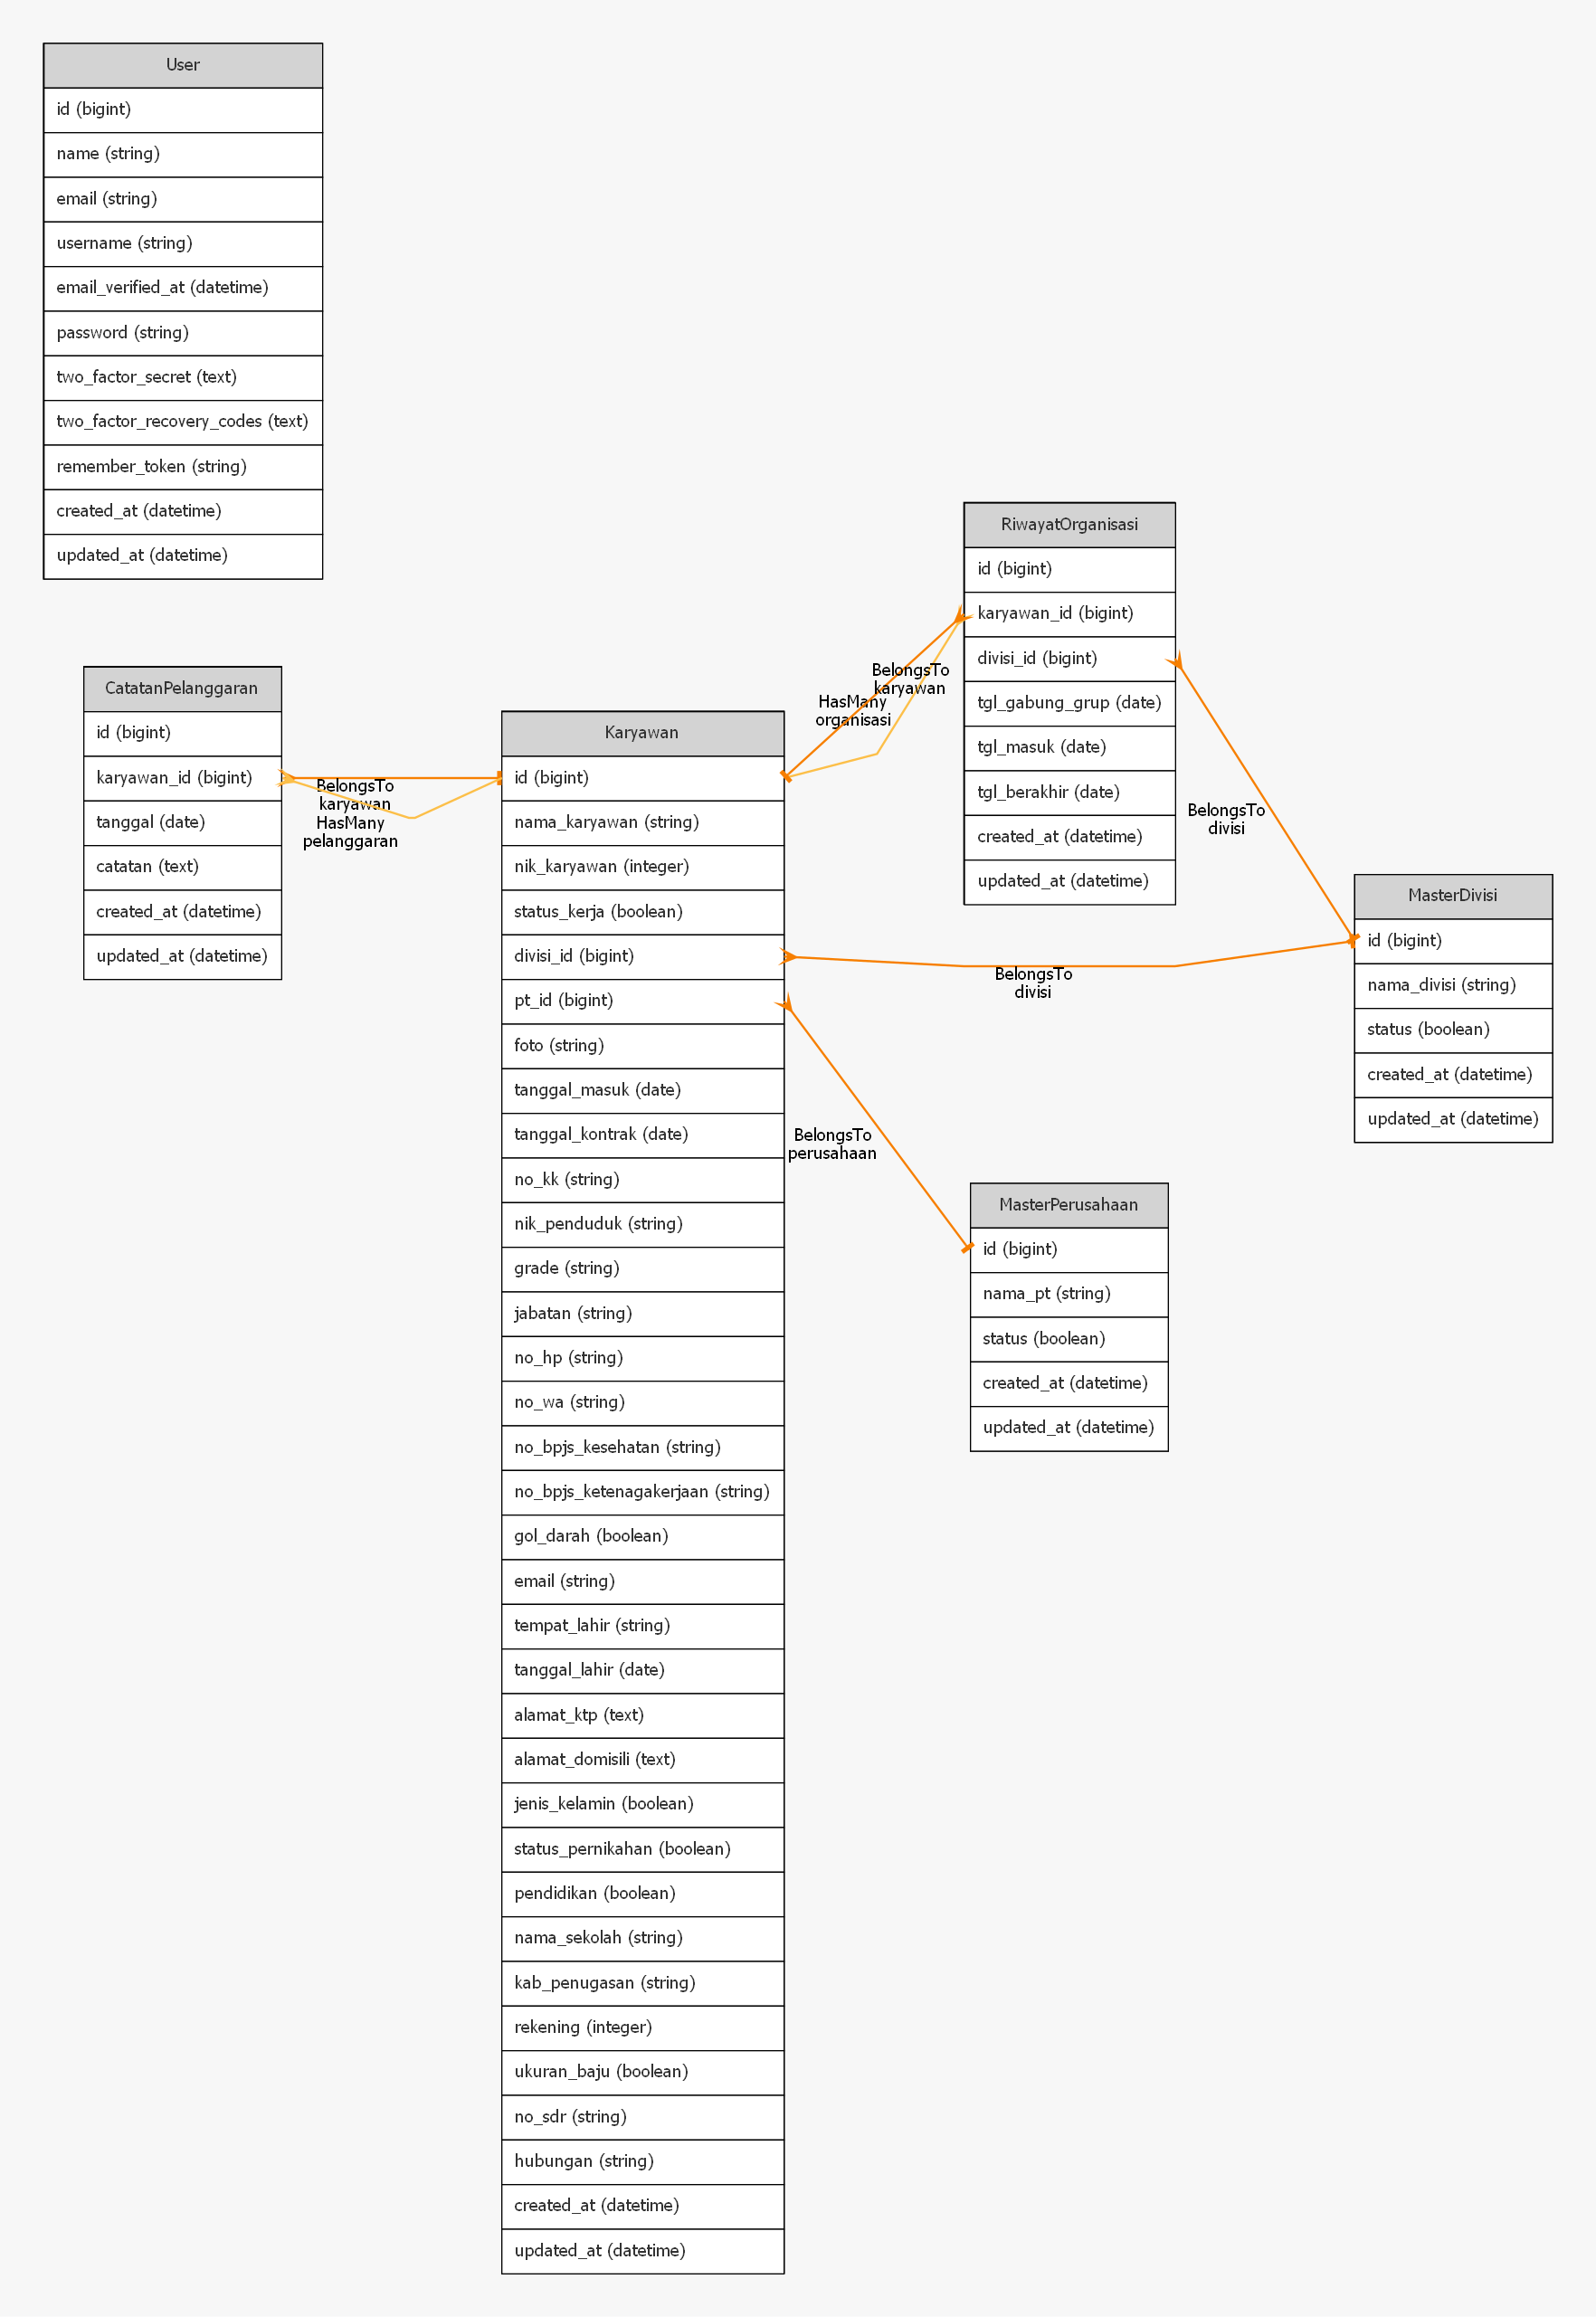 User
id (bigint)
name (string)
email (string)
username (string)
email_verified_at (datetime)
password (string)
two_factor_secret (text)
two_factor_recovery_codes (text)
remember_token (string)
created_at (datetime)
updated_at (datetime)
CatatanPelanggaran
id (bigint)
karyawan_id (bigint)
tanggal (date)
catatan (text)
created_at (datetime)
updated_at (datetime)
BelongsTo
karyawan
HasMany
pelanggaran
Karyawan
id (bigint)
nama_karyawan (string)
nik_karyawan (integer)
status_kerja (boolean)
divisi_id (bigint)
pt_id (bigint)
foto (string)
tanggal_masuk (date)
tanggal_kontrak (date)
no_kk (string)
nik_penduduk (string)
grade (string)
jabatan (string)
no_hp (string)
no_wa (string)
no_bpjs_kesehatan (string)
no_bpjs_ketenagakerjaan (string)
gol_darah (boolean)
email (string)
tempat_lahir (string)
tanggal_lahir (date)
alamat_ktp (text)
alamat_domisili (text)
jenis_kelamin (boolean)
status_pernikahan (boolean)
pendidikan (boolean)
nama_sekolah (string)
kab_penugasan (string)
rekening (integer)
ukuran_baju (boolean)
no_sdr (string)
hubungan (string)
created_at (datetime)
updated_at (datetime)
BelongsTo
karyawan
HasMany
organisasi
RiwayatOrganisasi
id (bigint)
karyawan_id (bigint)
divisi_id (bigint)
tgl_gabung_grup (date)
tgl_masuk (date)
tgl_berakhir (date)
created_at (datetime)
updated_at (datetime)
BelongsTo
divisi
BelongsTo
divisi
MasterDivisi
id (bigint)
nama_divisi (string)
status (boolean)
created_at (datetime)
updated_at (datetime)
BelongsTo
perusahaan
MasterPerusahaan
id (bigint)
nama_pt (string)
status (boolean)
created_at (datetime)
updated_at (datetime)